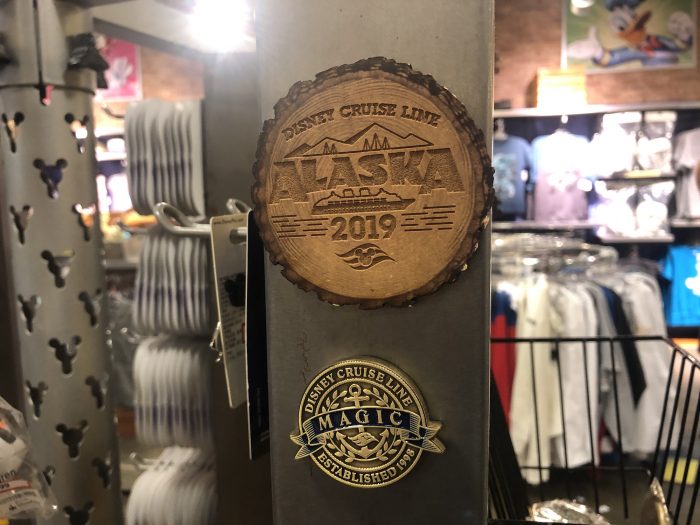 DISNEY CRUISE LINE
ALASKA
2019
DISNEY CRUISE LINE
MAGIC
ESTABLISHED 1998